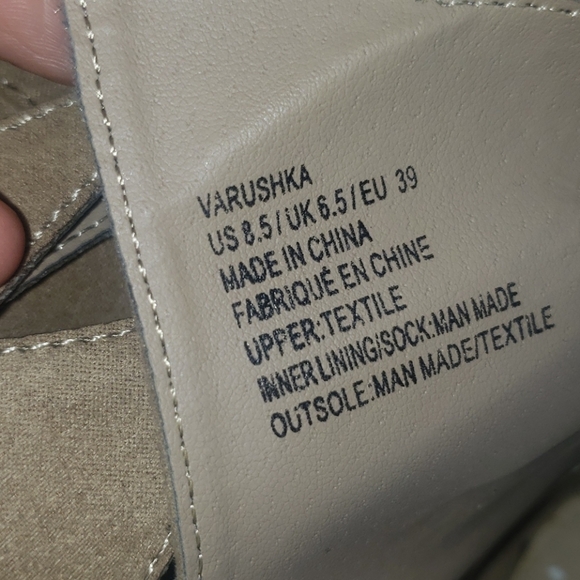 VARUSHKA
US 8.5/UK 6.5/EU 39
MADE IN CHINA
FABRIQUÉ EN CHINE
UPPER:TEXTILE
INNER LINING/SOCK:MAN MADE
OUTSOLE:MAN MADE/TEXTILE